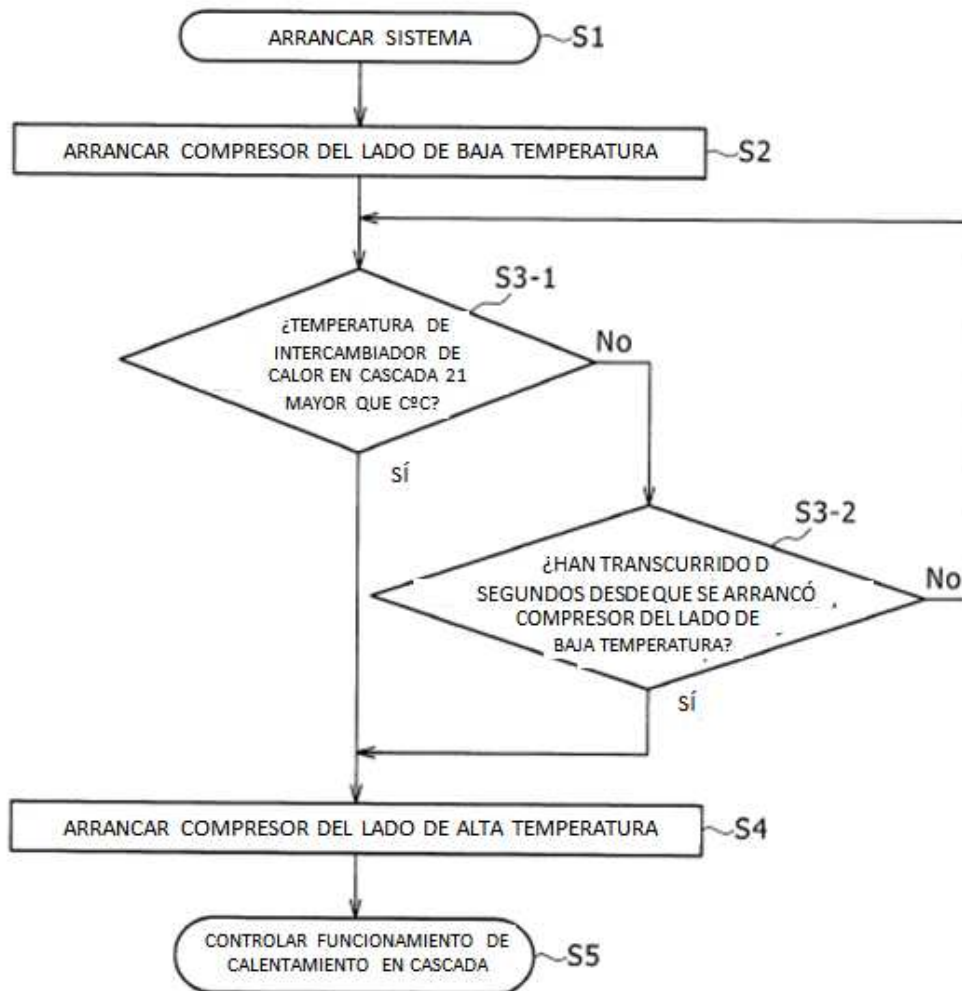 ARRANCAR SISTEMA
S1
ARRANCAR COMPRESOR DEL LADO DE BAJA TEMPERATURA
S2
S3-1
¿TEMPERATURA DE
INTERCAMBIADOR DE
CALOR EN CASCADA 21
MAYOR QUE CºC?
No
SÍ
S3-2
¿HAN TRANSCURRIDO D
SEGUNDOS DESDE QUE SE ARRANCÓ
COMPRESOR DEL LADO DE
BAJA TEMPERATURA?
No
SÍ
ARRANCAR COMPRESOR DEL LADO DE ALTA TEMPERATURA
S4
CONTROLAR FUNCIONAMIENTO DE
CALENTAMIENTO EN CASCADA
S5